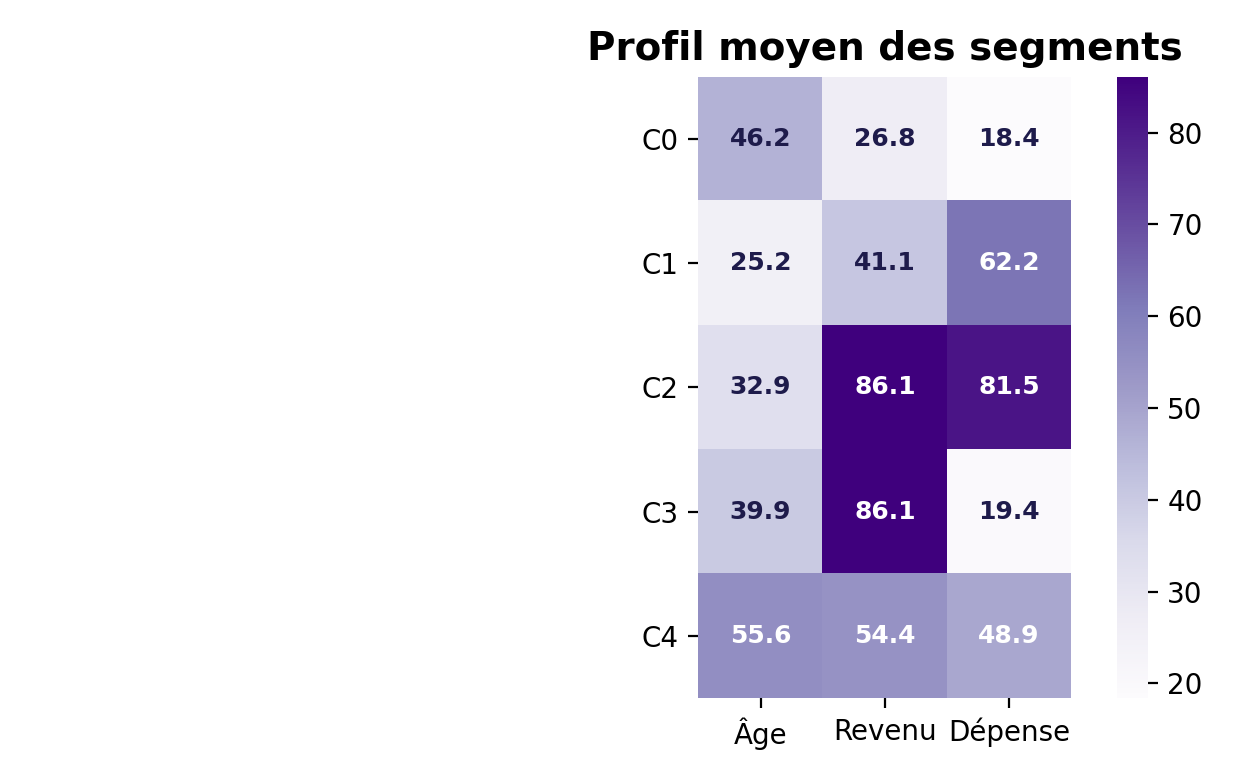 Profil moyen des segments
C0 46.2 26.8 18.4
C1 25.2 41.1 62.2
C2 32.9 86.1 81.5
C3 39.9 86.1 19.4
C4 55.6 54.4 48.9
Âge Revenu Dépense
80
70
60
50
40
30
20